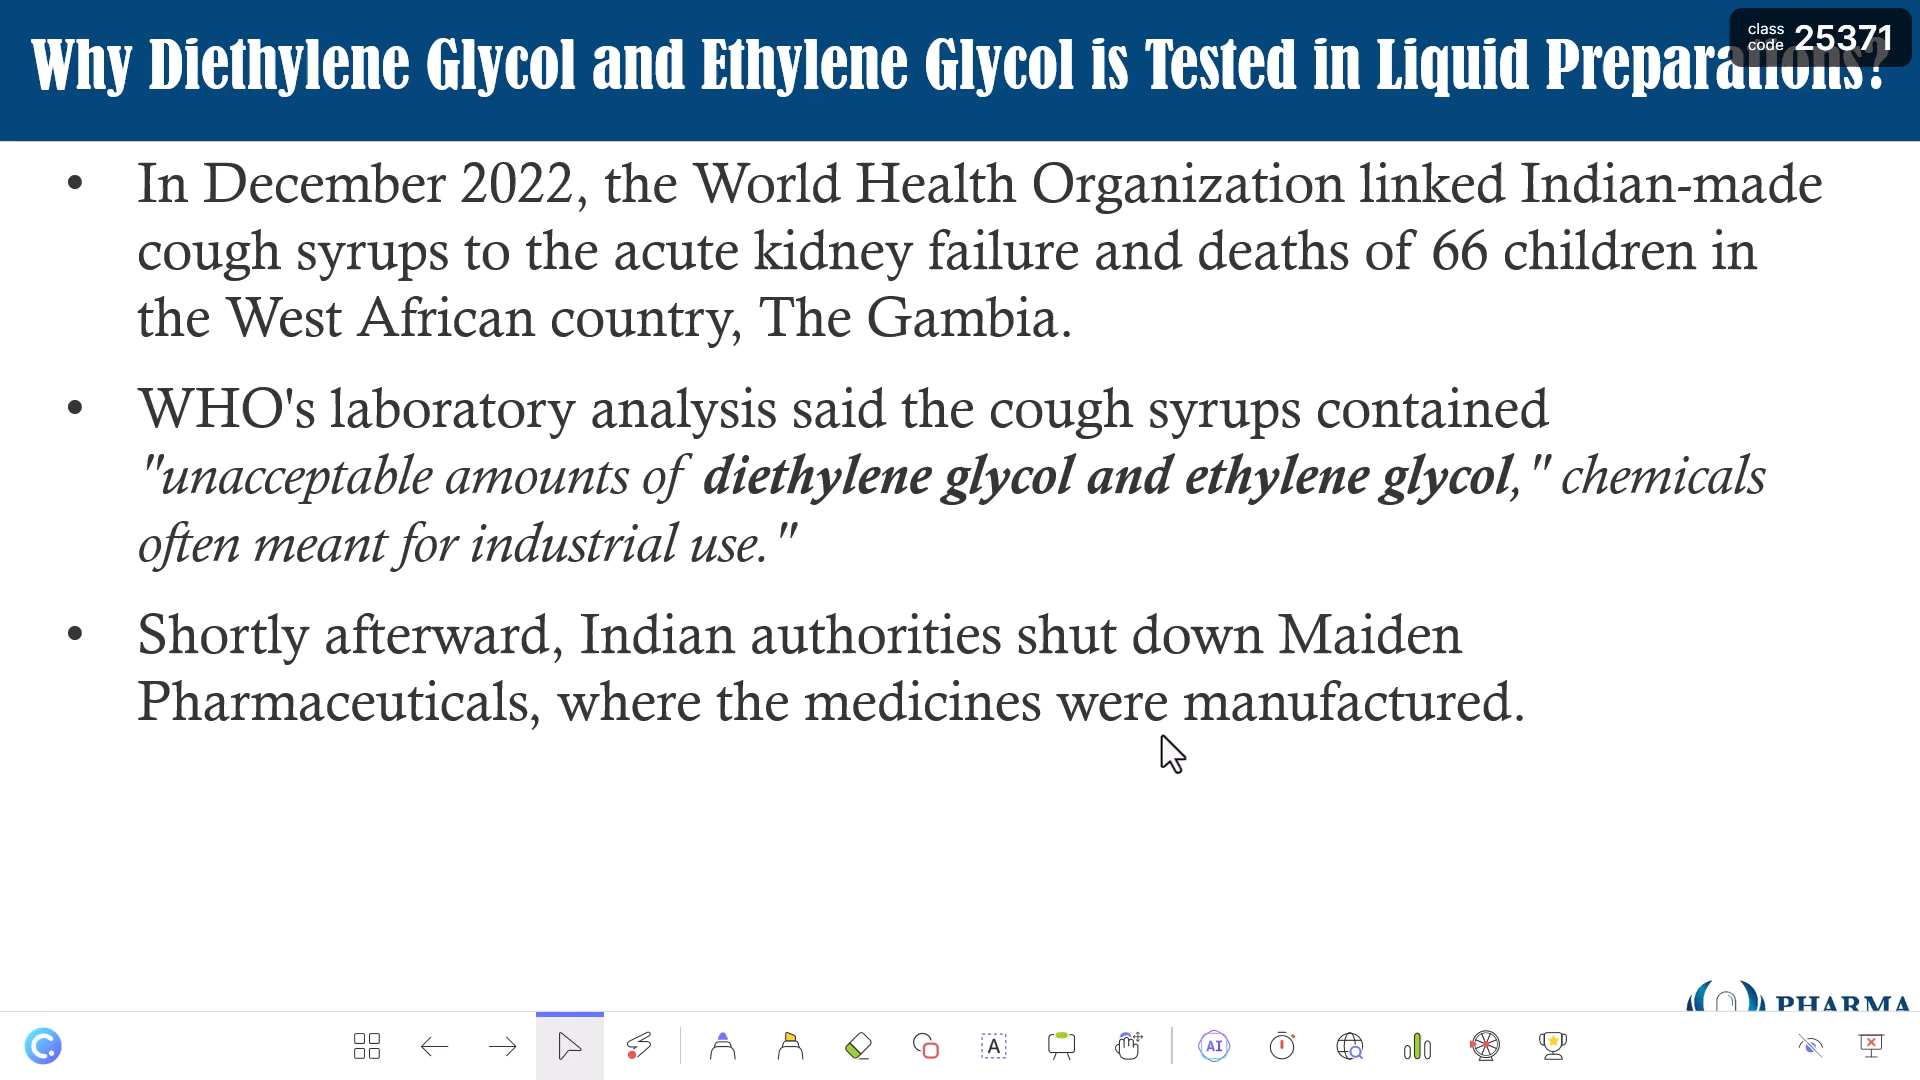 Why Diethylene Glycol and Ethylene Glycol is Tested in Liquid Preparations?
class
code 25371
• In December 2022, the World Health Organization linked Indian-made
cough syrups to the acute kidney failure and deaths of 66 children in
the West African country, The Gambia.
• WHO's laboratory analysis said the cough syrups contained
"unacceptable amounts of diethylene glycol and ethylene glycol," chemicals
often meant for industrial use."
• Shortly afterward, Indian authorities shut down Maiden
Pharmaceuticals, where the medicines were manufactured.
PHARMA
A
AI